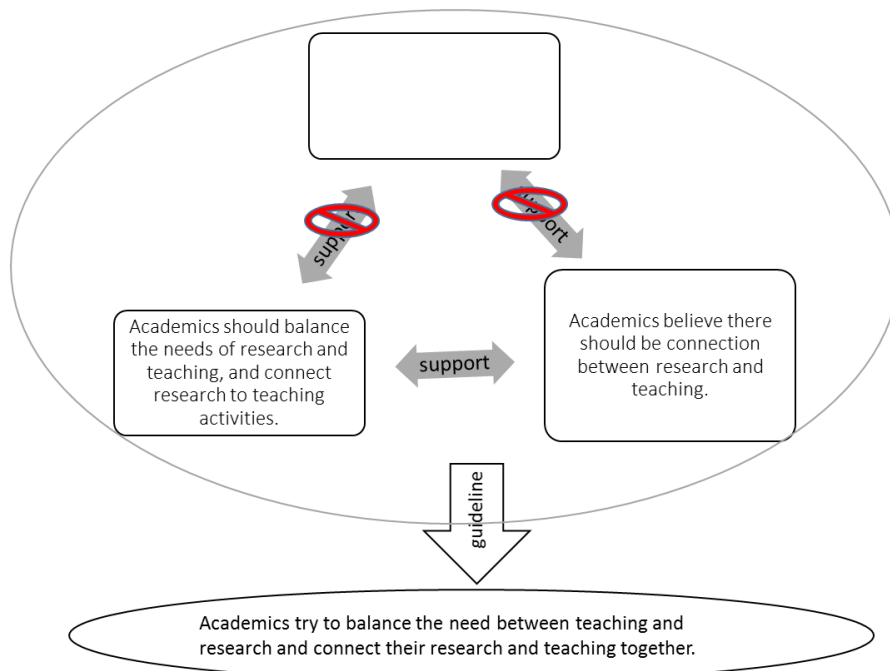 support
support
Academics should balance
the needs of research and
teaching, and connect
research to teaching
activities.
support
Academics believe there
should be connection
between research and
teaching.
guideline
Academics try to balance the need between teaching and
research and connect their research and teaching together.